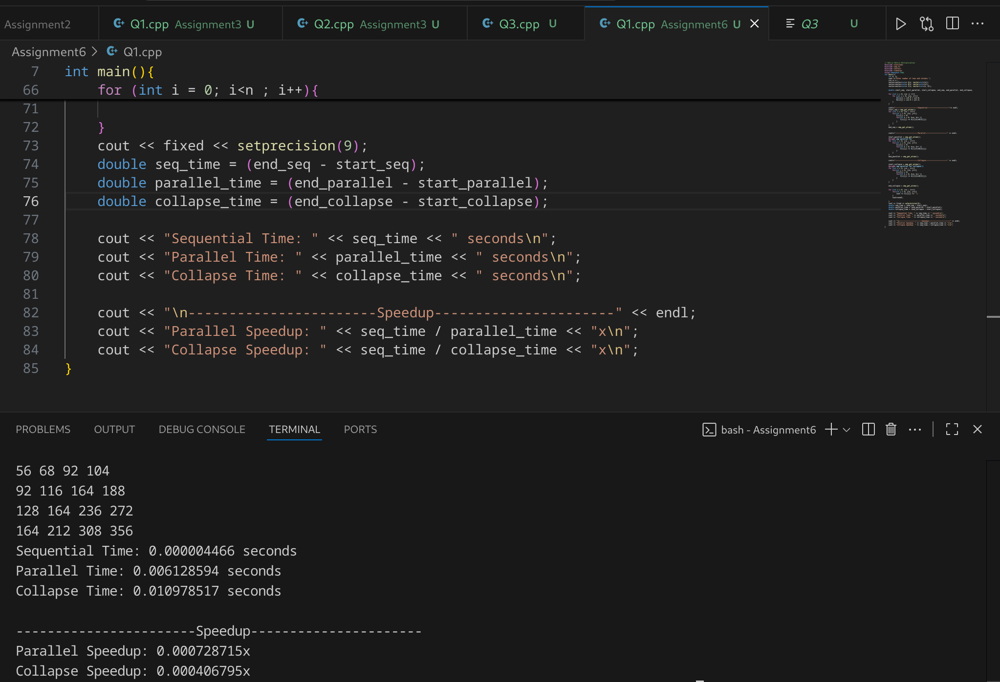 Assignment2 Q1.cpp Assignment3 U Q2.cpp Assignment3 U Q3.cpp U Q1.cpp Assignment6 U Q3 U
Assignment6 > Q1.cpp
7 int main(){
66 for (int i = 0; i<n ; i++){
71
72 }
73 cout << fixed << setprecision(9);
74 double seq_time = (end_seq - start_seq);
75 double parallel_time = (end_parallel - start_parallel);
76 double collapse_time = (end_collapse - start_collapse);
77
78 cout << "Sequential Time: " << seq_time << " seconds\n";
79 cout << "Parallel Time: " << parallel_time << " seconds\n";
80 cout << "Collapse Time: " << collapse_time << " seconds\n";
81
82 cout << "\n-----------------------Speedup----------------------" << endl;
83 cout << "Parallel Speedup: " << seq_time / parallel_time << "x\n";
84 cout << "Collapse Speedup: " << seq_time / collapse_time << "x\n";
85 }
PROBLEMS OUTPUT DEBUG CONSOLE TERMINAL PORTS bash - Assignment6
56 68 92 104
92 116 164 188
128 164 236 272
164 212 308 356
Sequential Time: 0.000004466 seconds
Parallel Time: 0.006128594 seconds
Collapse Time: 0.010978517 seconds
-----------------------Speedup----------------------
Parallel Speedup: 0.000728715x
Collapse Speedup: 0.000406795x